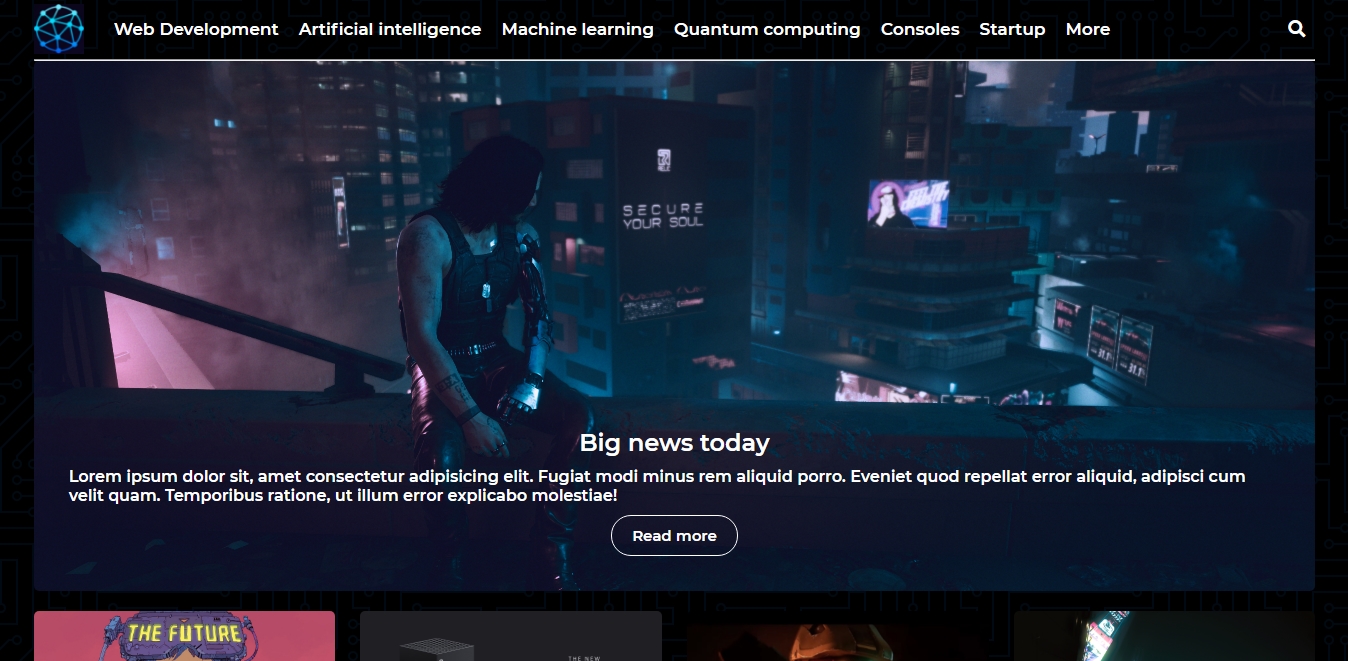 Web Development Artificial intelligence Machine learning Quantum computing Consoles Startup More
SECURE
YOUR SOUL
Big news today
Lorem ipsum dolor sit, amet consectetur adipisicing elit. Fugiat modi minus rem aliquid porro. Eveniet quod repellat error aliquid, adipisci cum
velit quam. Temporibus ratione, ut illum error explicabo molestiae!
Read more
THE FUTURE
THE NEW